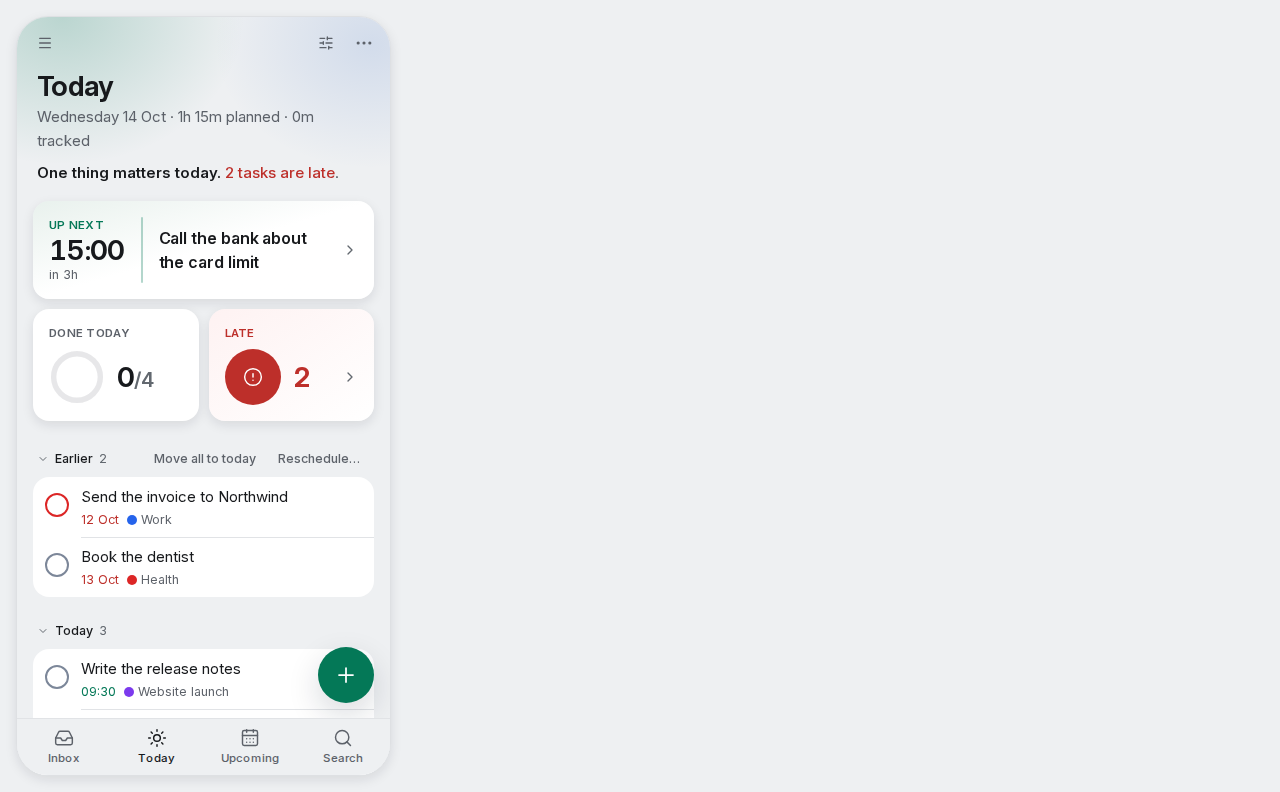 Today
Wednesday 14 Oct · 1h 15m planned · 0m
tracked
One thing matters today. 2 tasks are late.
UP NEXT
15:00
in 3h
Call the bank about
the card limit
DONE TODAY
0/4
LATE
2
Earlier 2 Move all to today Reschedule…
Send the invoice to Northwind
12 Oct Work
Book the dentist
13 Oct Health
Today 3
Write the release notes
09:30 Website launch
Inbox Today Upcoming Search